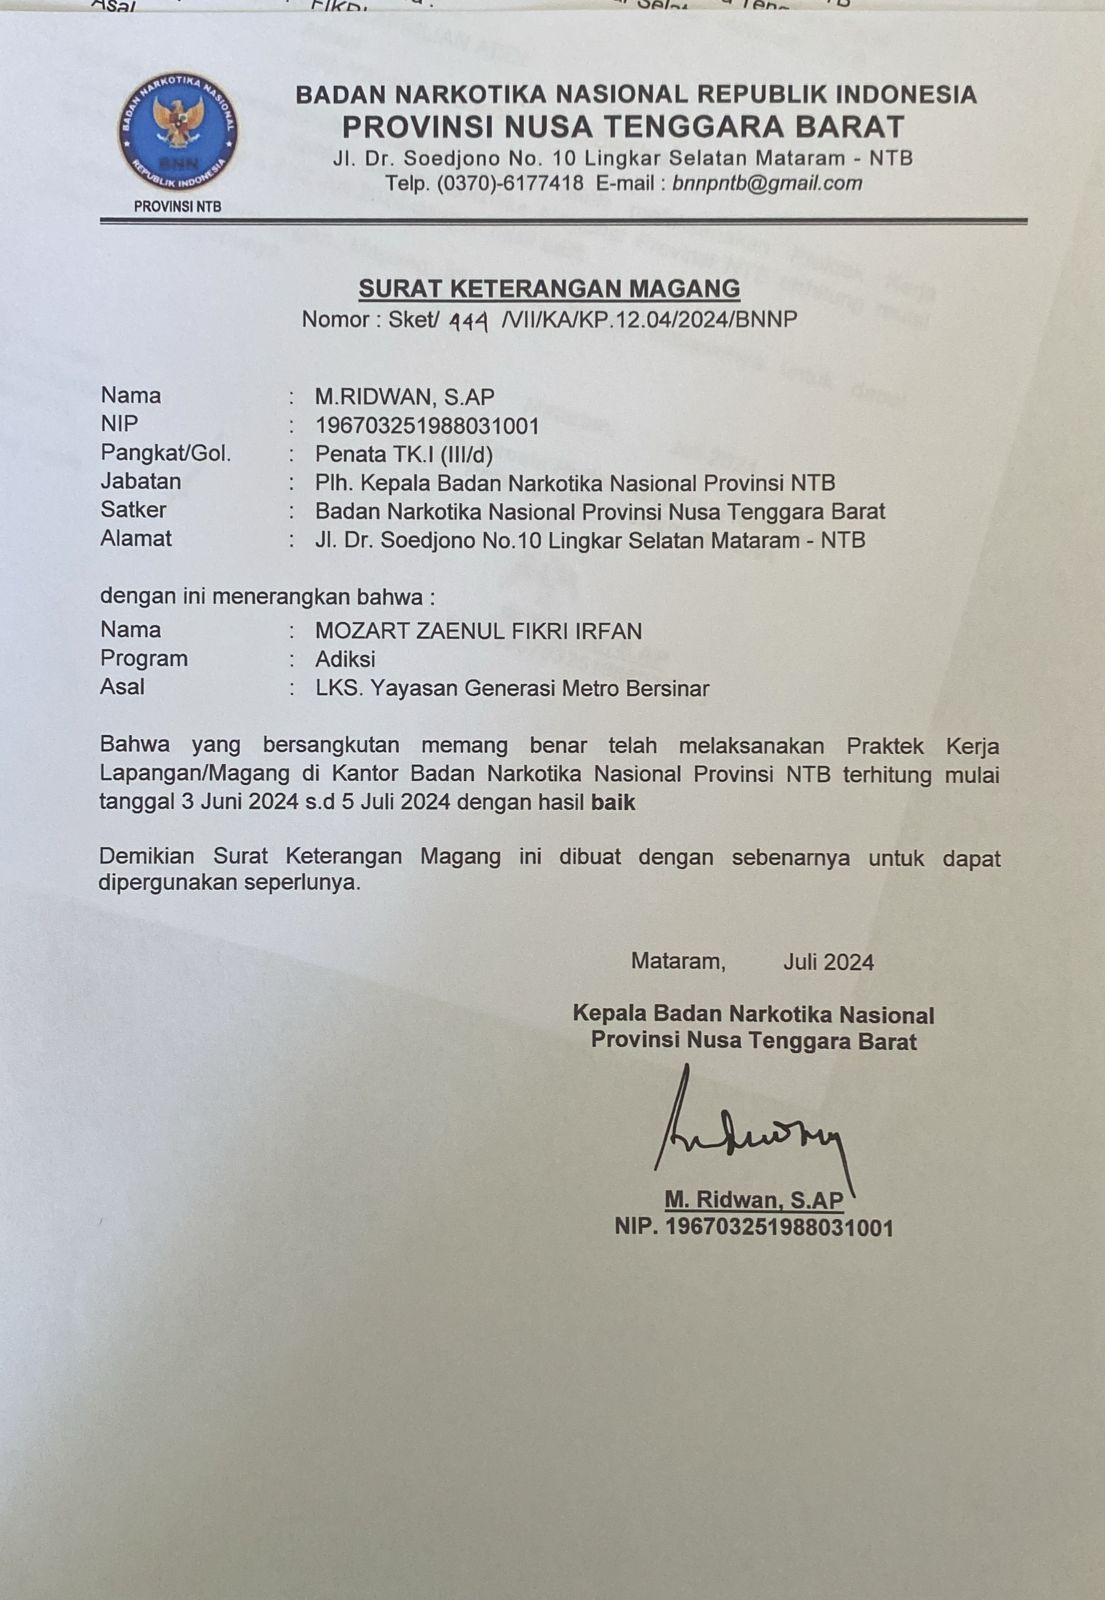 BADAN NARKOTIKA NASIONAL
BNN
REPUBLIK INDONESIA
PROVINSI NTB
BADAN NARKOTIKA NASIONAL REPUBLIK INDONESIA
PROVINSI NUSA TENGGARA BARAT
Jl. Dr. Soedjono No. 10 Lingkar Selatan Mataram - NTB
Telp. (0370)-6177418 E-mail : bnnpntb@gmail.com
SURAT KETERANGAN MAGANG
Nomor : Sket/ 444 /VII/KA/KP.12.04/2024/BNNP
Nama : M.RIDWAN, S.AP
NIP : 196703251988031001
Pangkat/Gol. : Penata TK.I (III/d)
Jabatan : Plh. Kepala Badan Narkotika Nasional Provinsi NTB
Satker : Badan Narkotika Nasional Provinsi Nusa Tenggara Barat
Alamat : Jl. Dr. Soedjono No.10 Lingkar Selatan Mataram - NTB
dengan ini menerangkan bahwa :
Nama : MOZART ZAENUL FIKRI IRFAN
Program : Adiksi
Asal : LKS. Yayasan Generasi Metro Bersinar
Bahwa yang bersangkutan memang benar telah melaksanakan Praktek Kerja
Lapangan/Magang di Kantor Badan Narkotika Nasional Provinsi NTB terhitung mulai
tanggal 3 Juni 2024 s.d 5 Juli 2024 dengan hasil baik
Demikian Surat Keterangan Magang ini dibuat dengan sebenarnya untuk dapat
dipergunakan seperlunya.
Mataram, Juli 2024
Kepala Badan Narkotika Nasional
Provinsi Nusa Tenggara Barat
M. Ridwan, S.AP
NIP. 196703251988031001